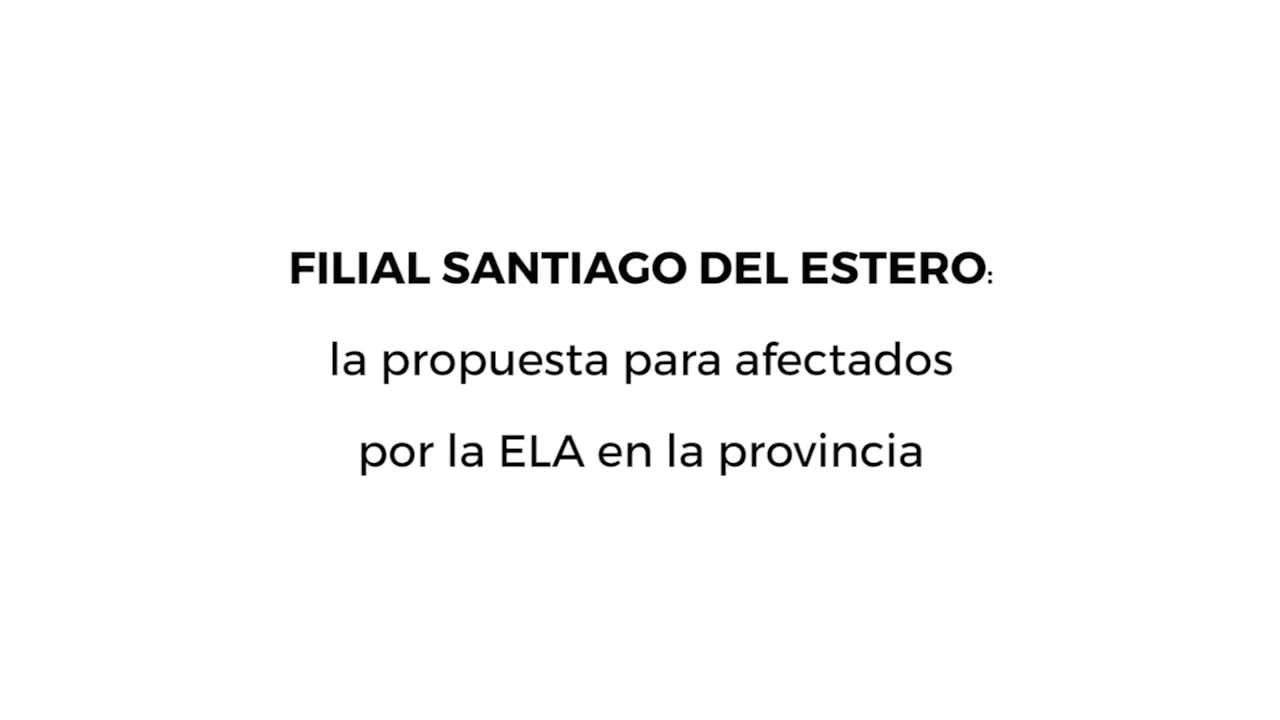 FILIAL SANTIAGO DEL ESTERO:
la propuesta para afectados
por la ELA en la provincia